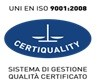 UNI EN ISO 9001:2008
CERTIQUALITY
SISTEMA DI GESTIONE
QUALITÀ CERTIFICATO